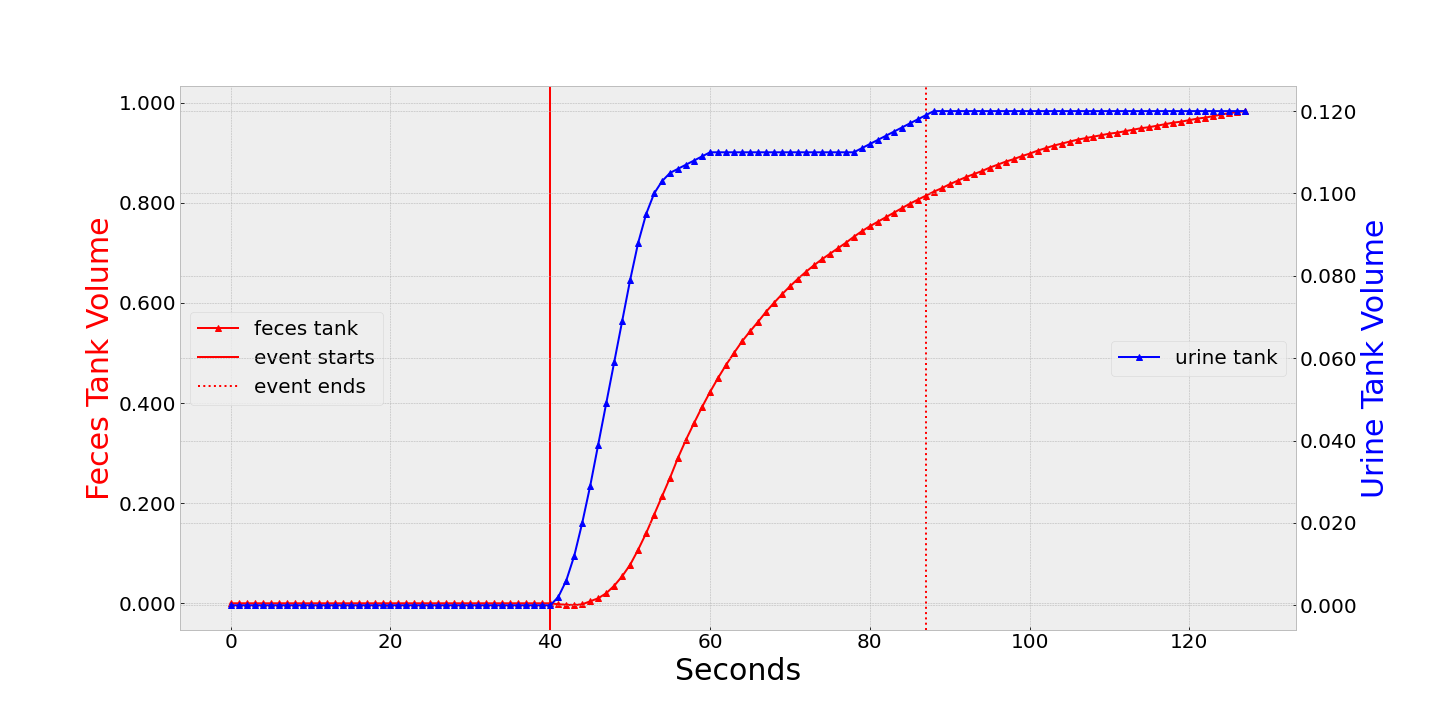 1.000
0.800
0.600
0.400
0.200
0.000
Feces Tank Volume
feces tank
event starts
event ends
urine tank
0.120
0.100
0.080
0.060
0.040
0.020
0.000
Urine Tank Volume
0 20 40 60 80 100 120
Seconds